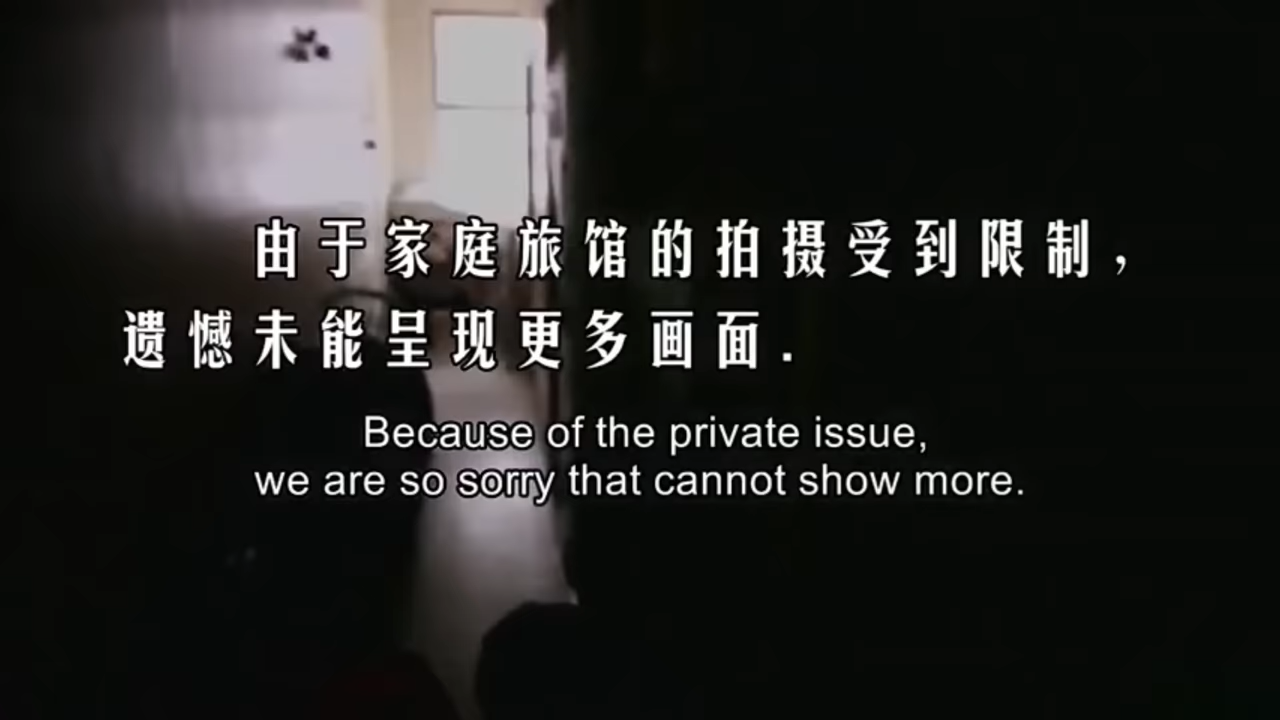 由于家庭旅馆的拍摄受到限制，
遗憾未能呈现更多画面.
Because of the private issue,
we are so sorry that cannot show more.